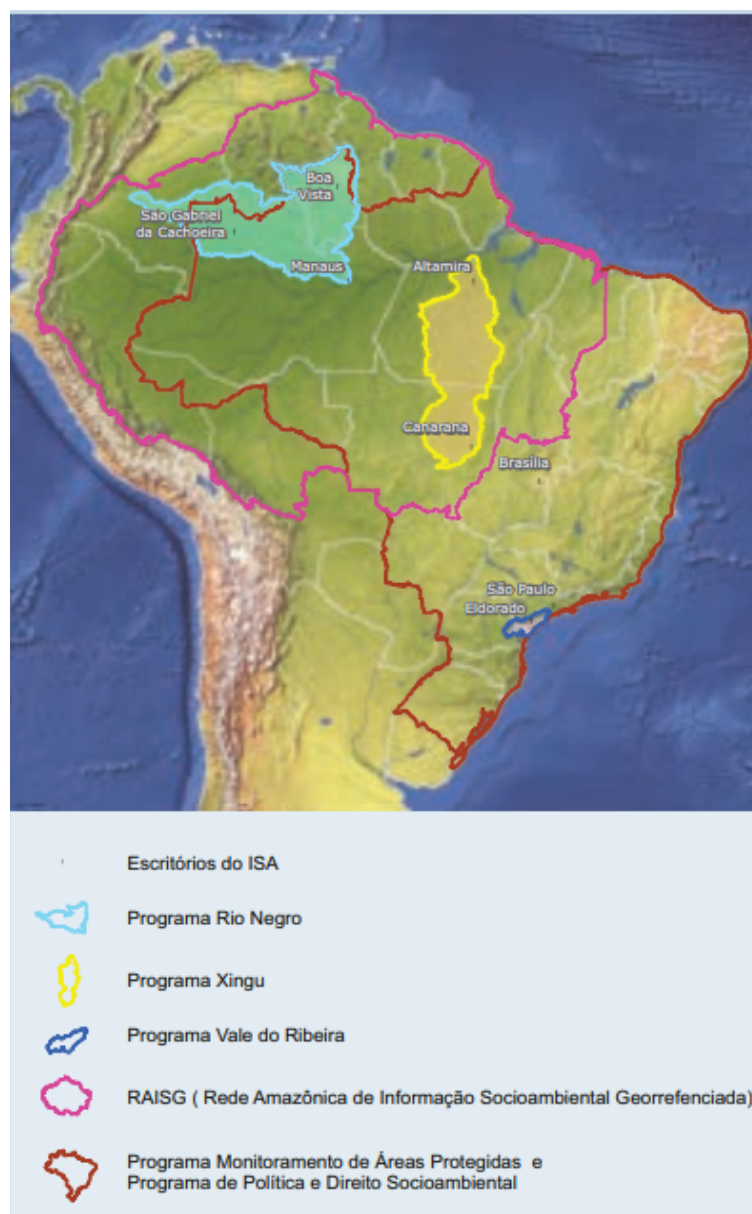 Boa
Vista
São Gabriel
da Cachoeira
Manaus
Altamira
Canarana
Brasília
São Paulo
Eldorado
Escritórios do ISA
Programa Rio Negro
Programa Xingu
Programa Vale do Ribeira
RAISG ( Rede Amazônica de Informação Socioambiental Georrefenciada)
Programa Monitoramento de Áreas Protegidas e
Programa de Política e Direito Socioambiental